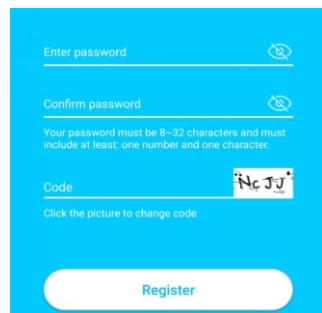 Enter password
Confirm password
Your password must be 8~32 characters and must
include at least: one number and one character.
Code NcJJ
Click the picture to change code
Register